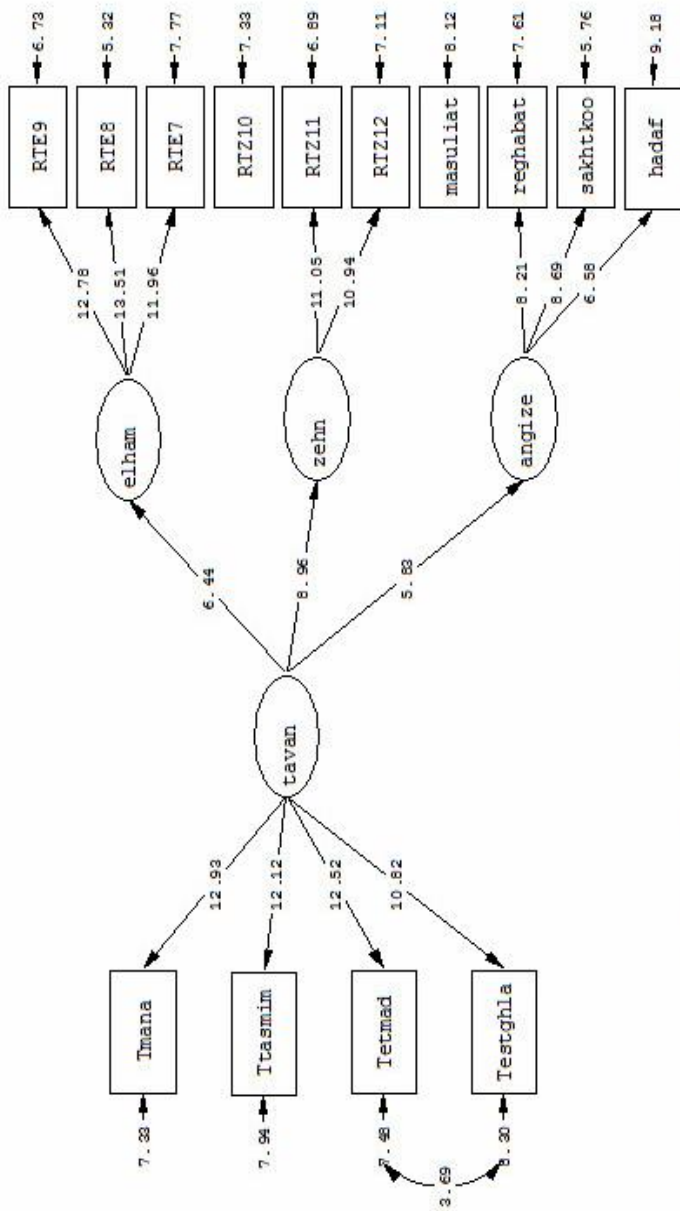 7.33
7.94
7.48
8.30
3.69
Tmana
Ttasmim
Tetmad
Testghla
12.93
12.12
12.52
10.82
tavan
6.44
8.96
5.83
elham
zehn
angize
12.78
13.51
11.96
11.05
10.94
8.21
8.69
6.58
RTE9
RTE8
RTE7
RTZ10
RTZ11
RTZ12
masuliat
reghabat
sakhtkoo
hadaf
6.73
5.32
7.77
7.33
6.89
7.11
8.12
7.61
5.76
9.18